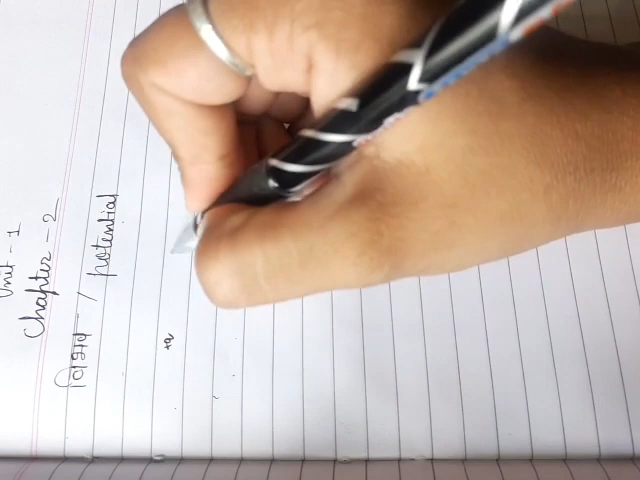 Unit - 1
Chapter - 2
विभव / potential
+q